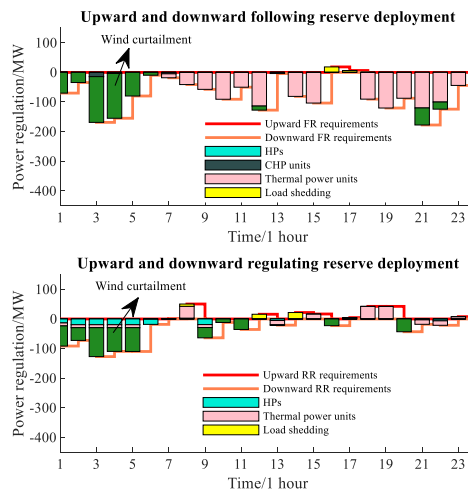 Upward and downward following reserve deployment
Wind curtailment
Power regulation/MW
100
0
-100
-200
-300
-400
Upward FR requirements
Downward FR requirements
HPs
CHP units
Thermal power units
Load shedding
1 3 5 7 9 11 13 15 17 19 21 23
Time/1 hour
Upward and downward regulating reserve deployment
Wind curtailment
Power regulation/MW
100
0
-100
-200
-300
-400
Upward RR requirements
Downward RR requirements
HPs
Thermal power units
Load shedding
1 3 5 7 9 11 13 15 17 19 21 23
Time/1 hour